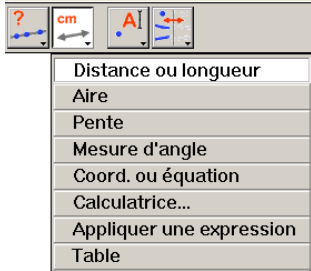 ?
cm
A
Distance ou longueur
Aire
Pente
Mesure d'angle
Coord. ou équation
Calculatrice...
Appliquer une expression
Table